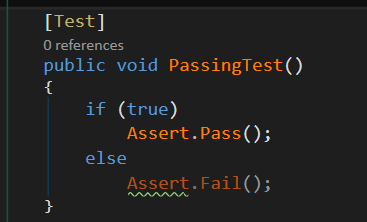 [Test]
0 references
public void PassingTest()
{
    if (true)
        Assert.Pass();
    else
        Assert.Fail();
}